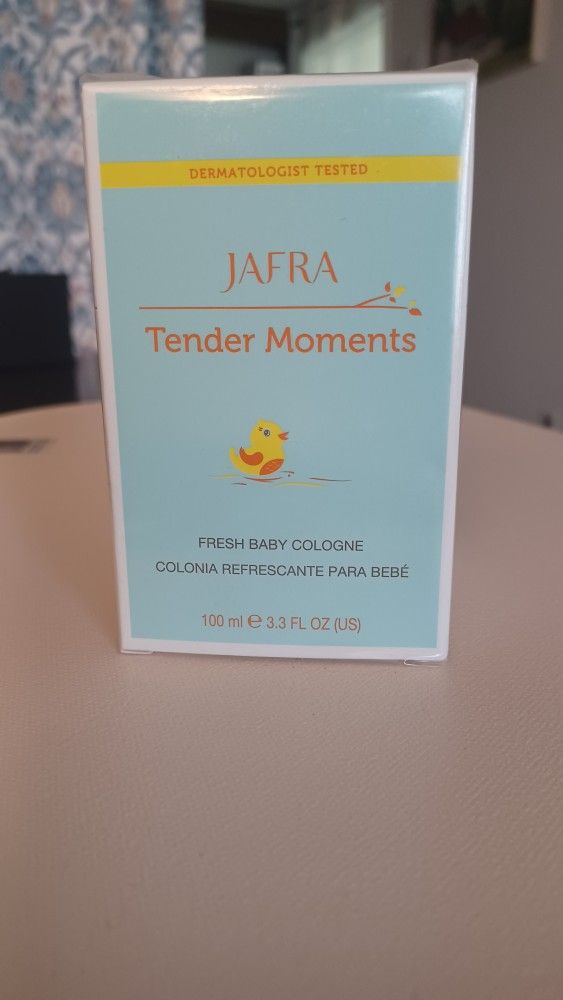 DERMATOLOGIST TESTED
JAFRA
Tender Moments
FRESH BABY COLOGNE
COLONIA REFRESCANTE PARA BEBÉ
100 ml ℮ 3.3 FL OZ (US)